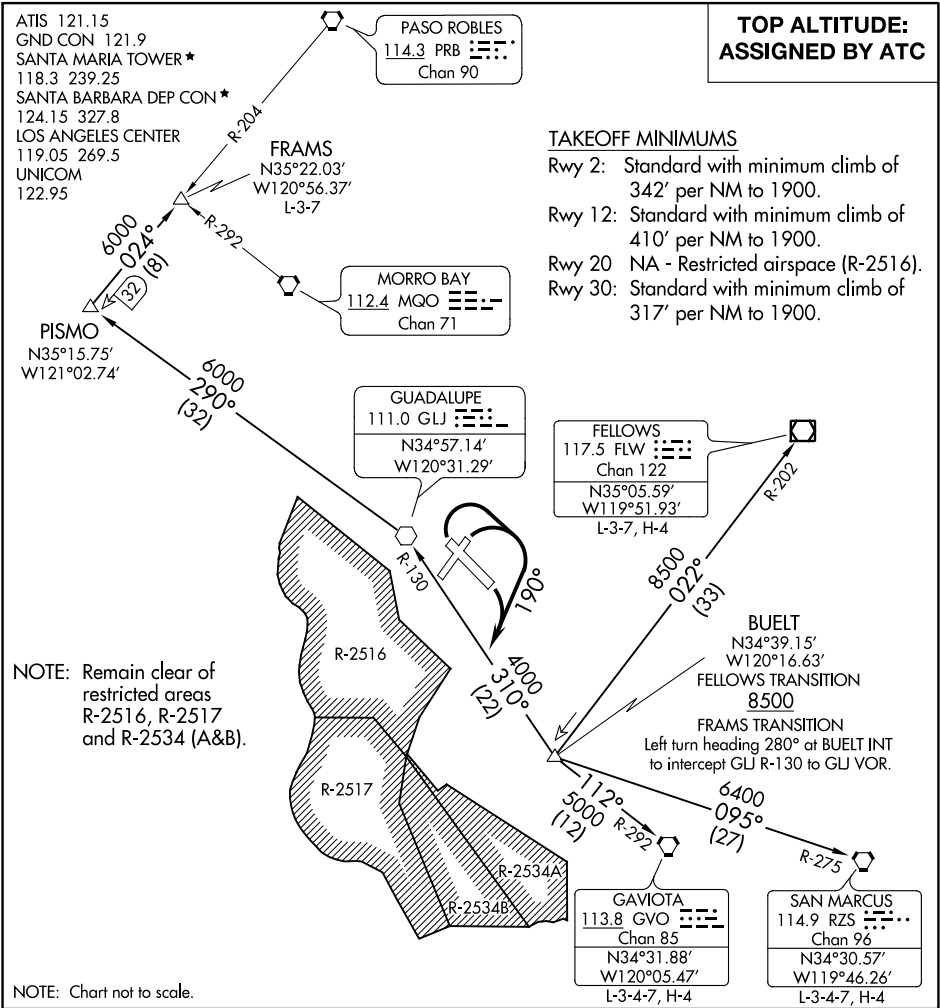 ATIS 121.15
GND CON 121.9
SANTA MARIA TOWER ★
118.3 239.25
SANTA BARBARA DEP CON ★
124.15 327.8
LOS ANGELES CENTER
119.05 269.5
UNICOM
122.95
PASO ROBLES
114.3 PRB
Chan 90
TOP ALTITUDE:
ASSIGNED BY ATC
R-204
FRAMS
N35°22.03'
W120°56.37'
L-3-7
TAKEOFF MINIMUMS
Rwy 2: Standard with minimum climb of
342' per NM to 1900.
Rwy 12: Standard with minimum climb of
410' per NM to 1900.
Rwy 20 NA - Restricted airspace (R-2516).
Rwy 30: Standard with minimum climb of
317' per NM to 1900.
6000
024°
(8)
32
R-292
MORRO BAY
112.4 MQO
Chan 71
PISMO
N35°15.75'
W121°02.74'
6000
290°
(32)
GUADALUPE
111.0 GLJ
N34°57.14'
W120°31.29'
FELLOWS
117.5 FLW
Chan 122
N35°05.59'
W119°51.93'
L-3-7, H-4
R-202
R-130
190°
8500
022°
(33)
4000
310°
(22)
BUELT
N34°39.15'
W120°16.63'
FELLOWS TRANSITION
8500
FRAMS TRANSITION
Left turn heading 280° at BUELT INT
to intercept GLJ R-130 to GLJ VOR.
R-2516
NOTE: Remain clear of
restricted areas
R-2516, R-2517
and R-2534 (A&B).
R-2517
112°
5000
(12)
R-292
6400
095°
(27)
R-275
R-2534A
R-2534B
GAVIOTA
113.8 GVO
Chan 85
N34°31.88'
W120°05.47'
L-3-4-7, H-4
SAN MARCUS
114.9 RZS
Chan 96
N34°30.57'
W119°46.26'
L-3-4-7, H-4
NOTE: Chart not to scale.